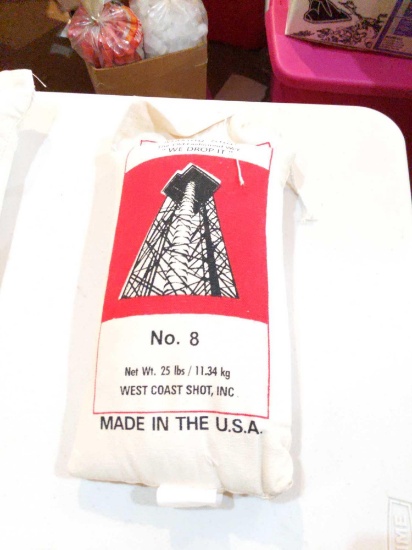 "WE DROP IT"
No. 8
Net Wt. 25 lbs / 11.34 kg
WEST COAST SHOT, INC
MADE IN THE U.S.A.